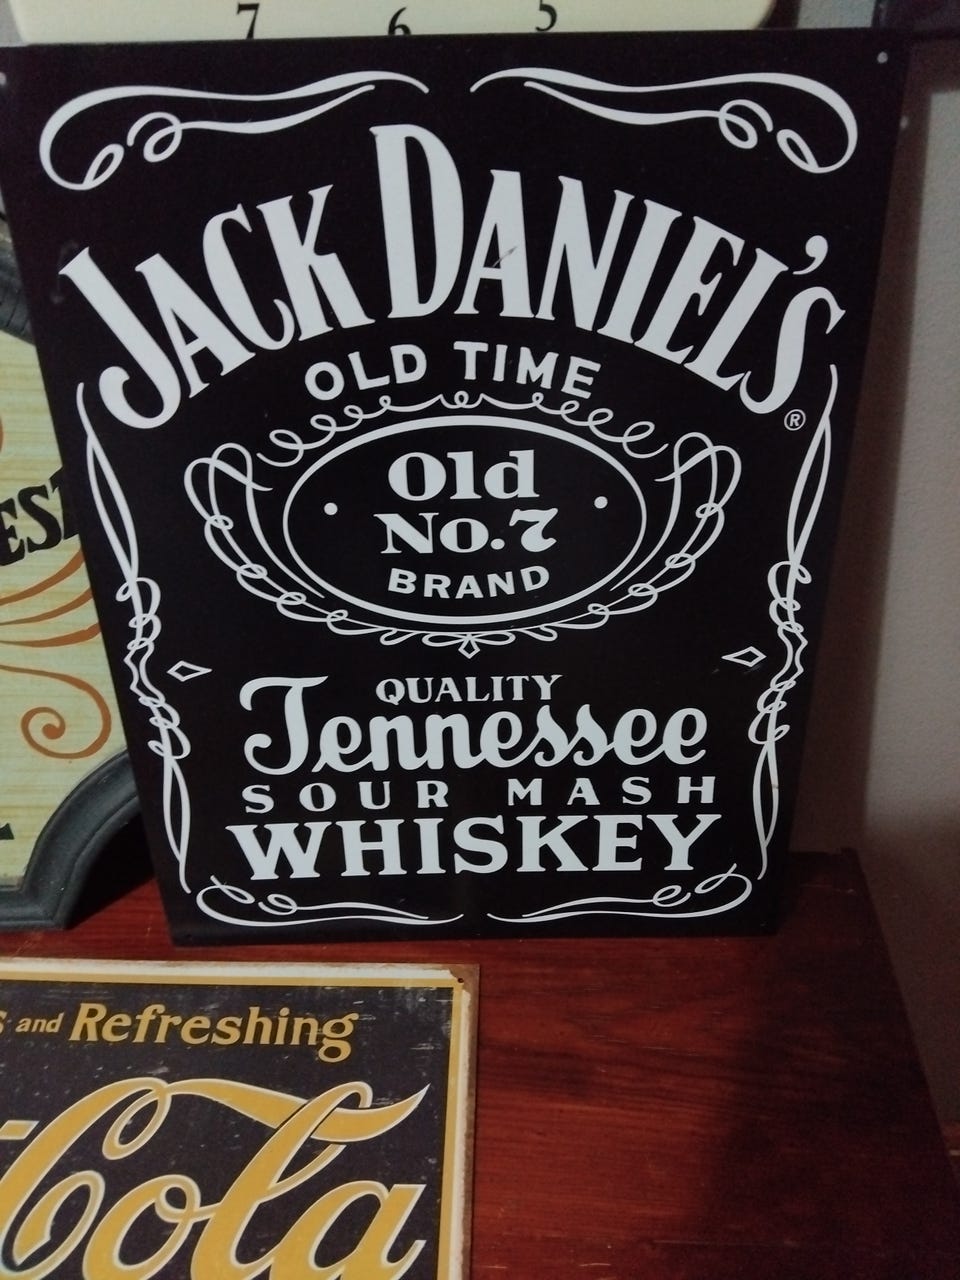 7 6 5
JACK DANIEL'S
®
OLD TIME
Old
No.7
BRAND
QUALITY
Tennessee
SOUR MASH
WHISKEY
and Refreshing
Cola